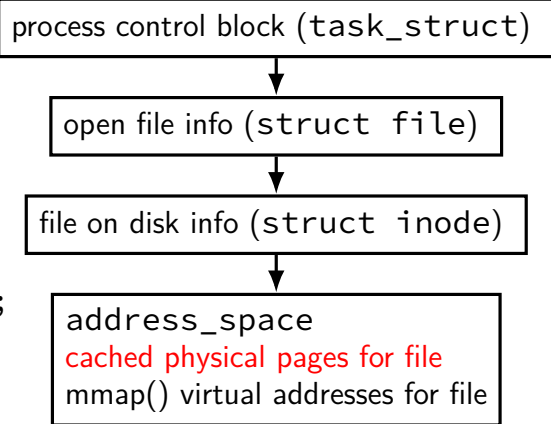 process control block (task_struct)
open file info (struct file)
file on disk info (struct inode)
;
address_space
cached physical pages for file
mmap() virtual addresses for file